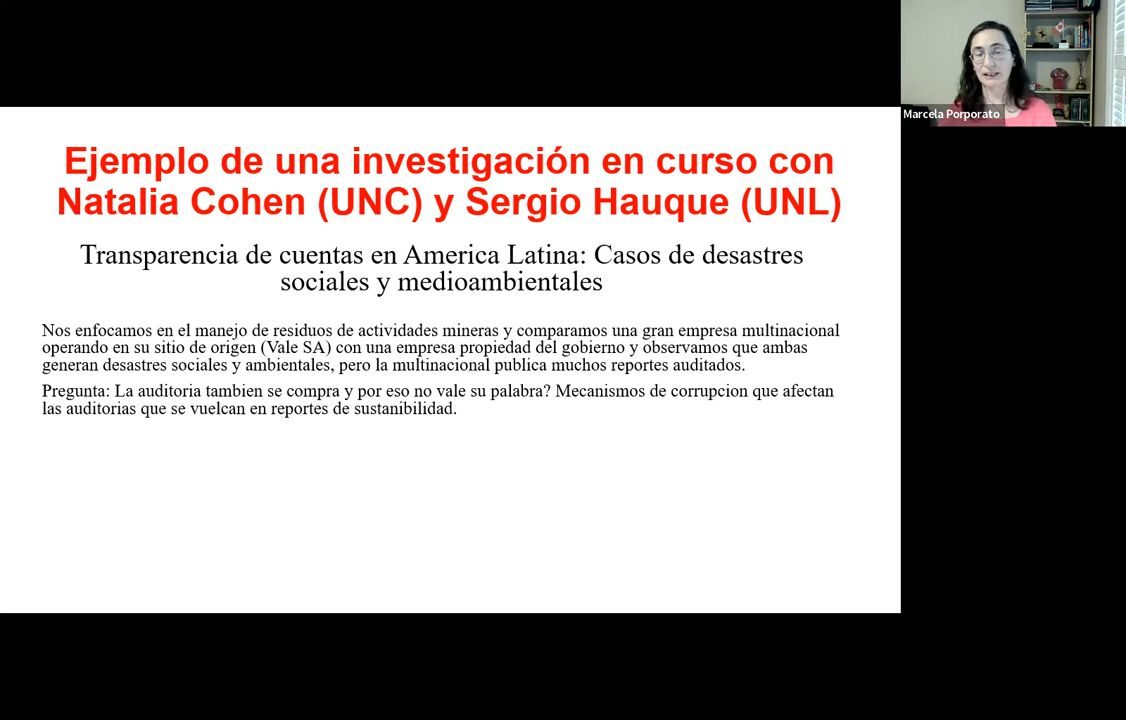 Marcela Porporato
Ejemplo de una investigación en curso con
Natalia Cohen (UNC) y Sergio Hauque (UNL)
Transparencia de cuentas en America Latina: Casos de desastres
sociales y medioambientales
Nos enfocamos en el manejo de residuos de actividades mineras y comparamos una gran empresa multinacional
operando en su sitio de origen (Vale SA) con una empresa propiedad del gobierno y observamos que ambas
generan desastres sociales y ambientales, pero la multinacional publica muchos reportes auditados.
Pregunta: La auditoria tambien se compra y por eso no vale su palabra? Mecanismos de corrupcion que afectan
las auditorias que se vuelcan en reportes de sustanibilidad.